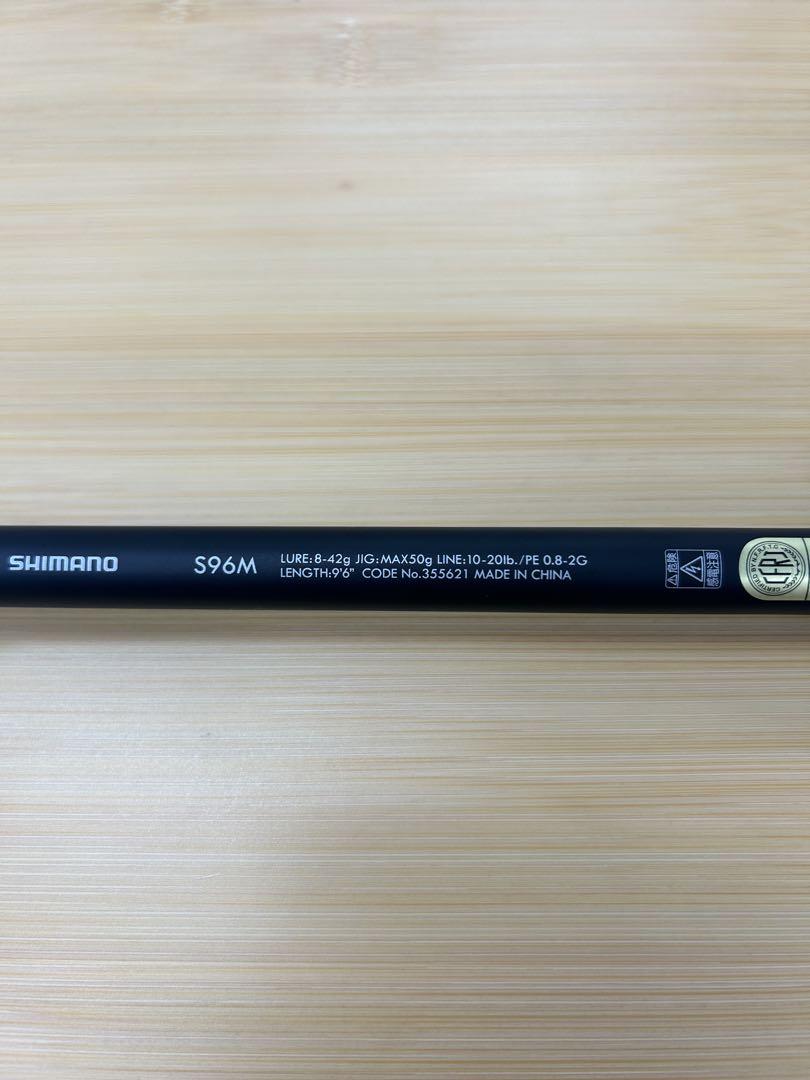 SHIMANO
S96M
LURE:8-42g JIG:MAX50g LINE:10-20lb./PE 0.8-2G
LENGTH:9'6" CODE No.355621 MADE IN CHINA
危険
感電注意